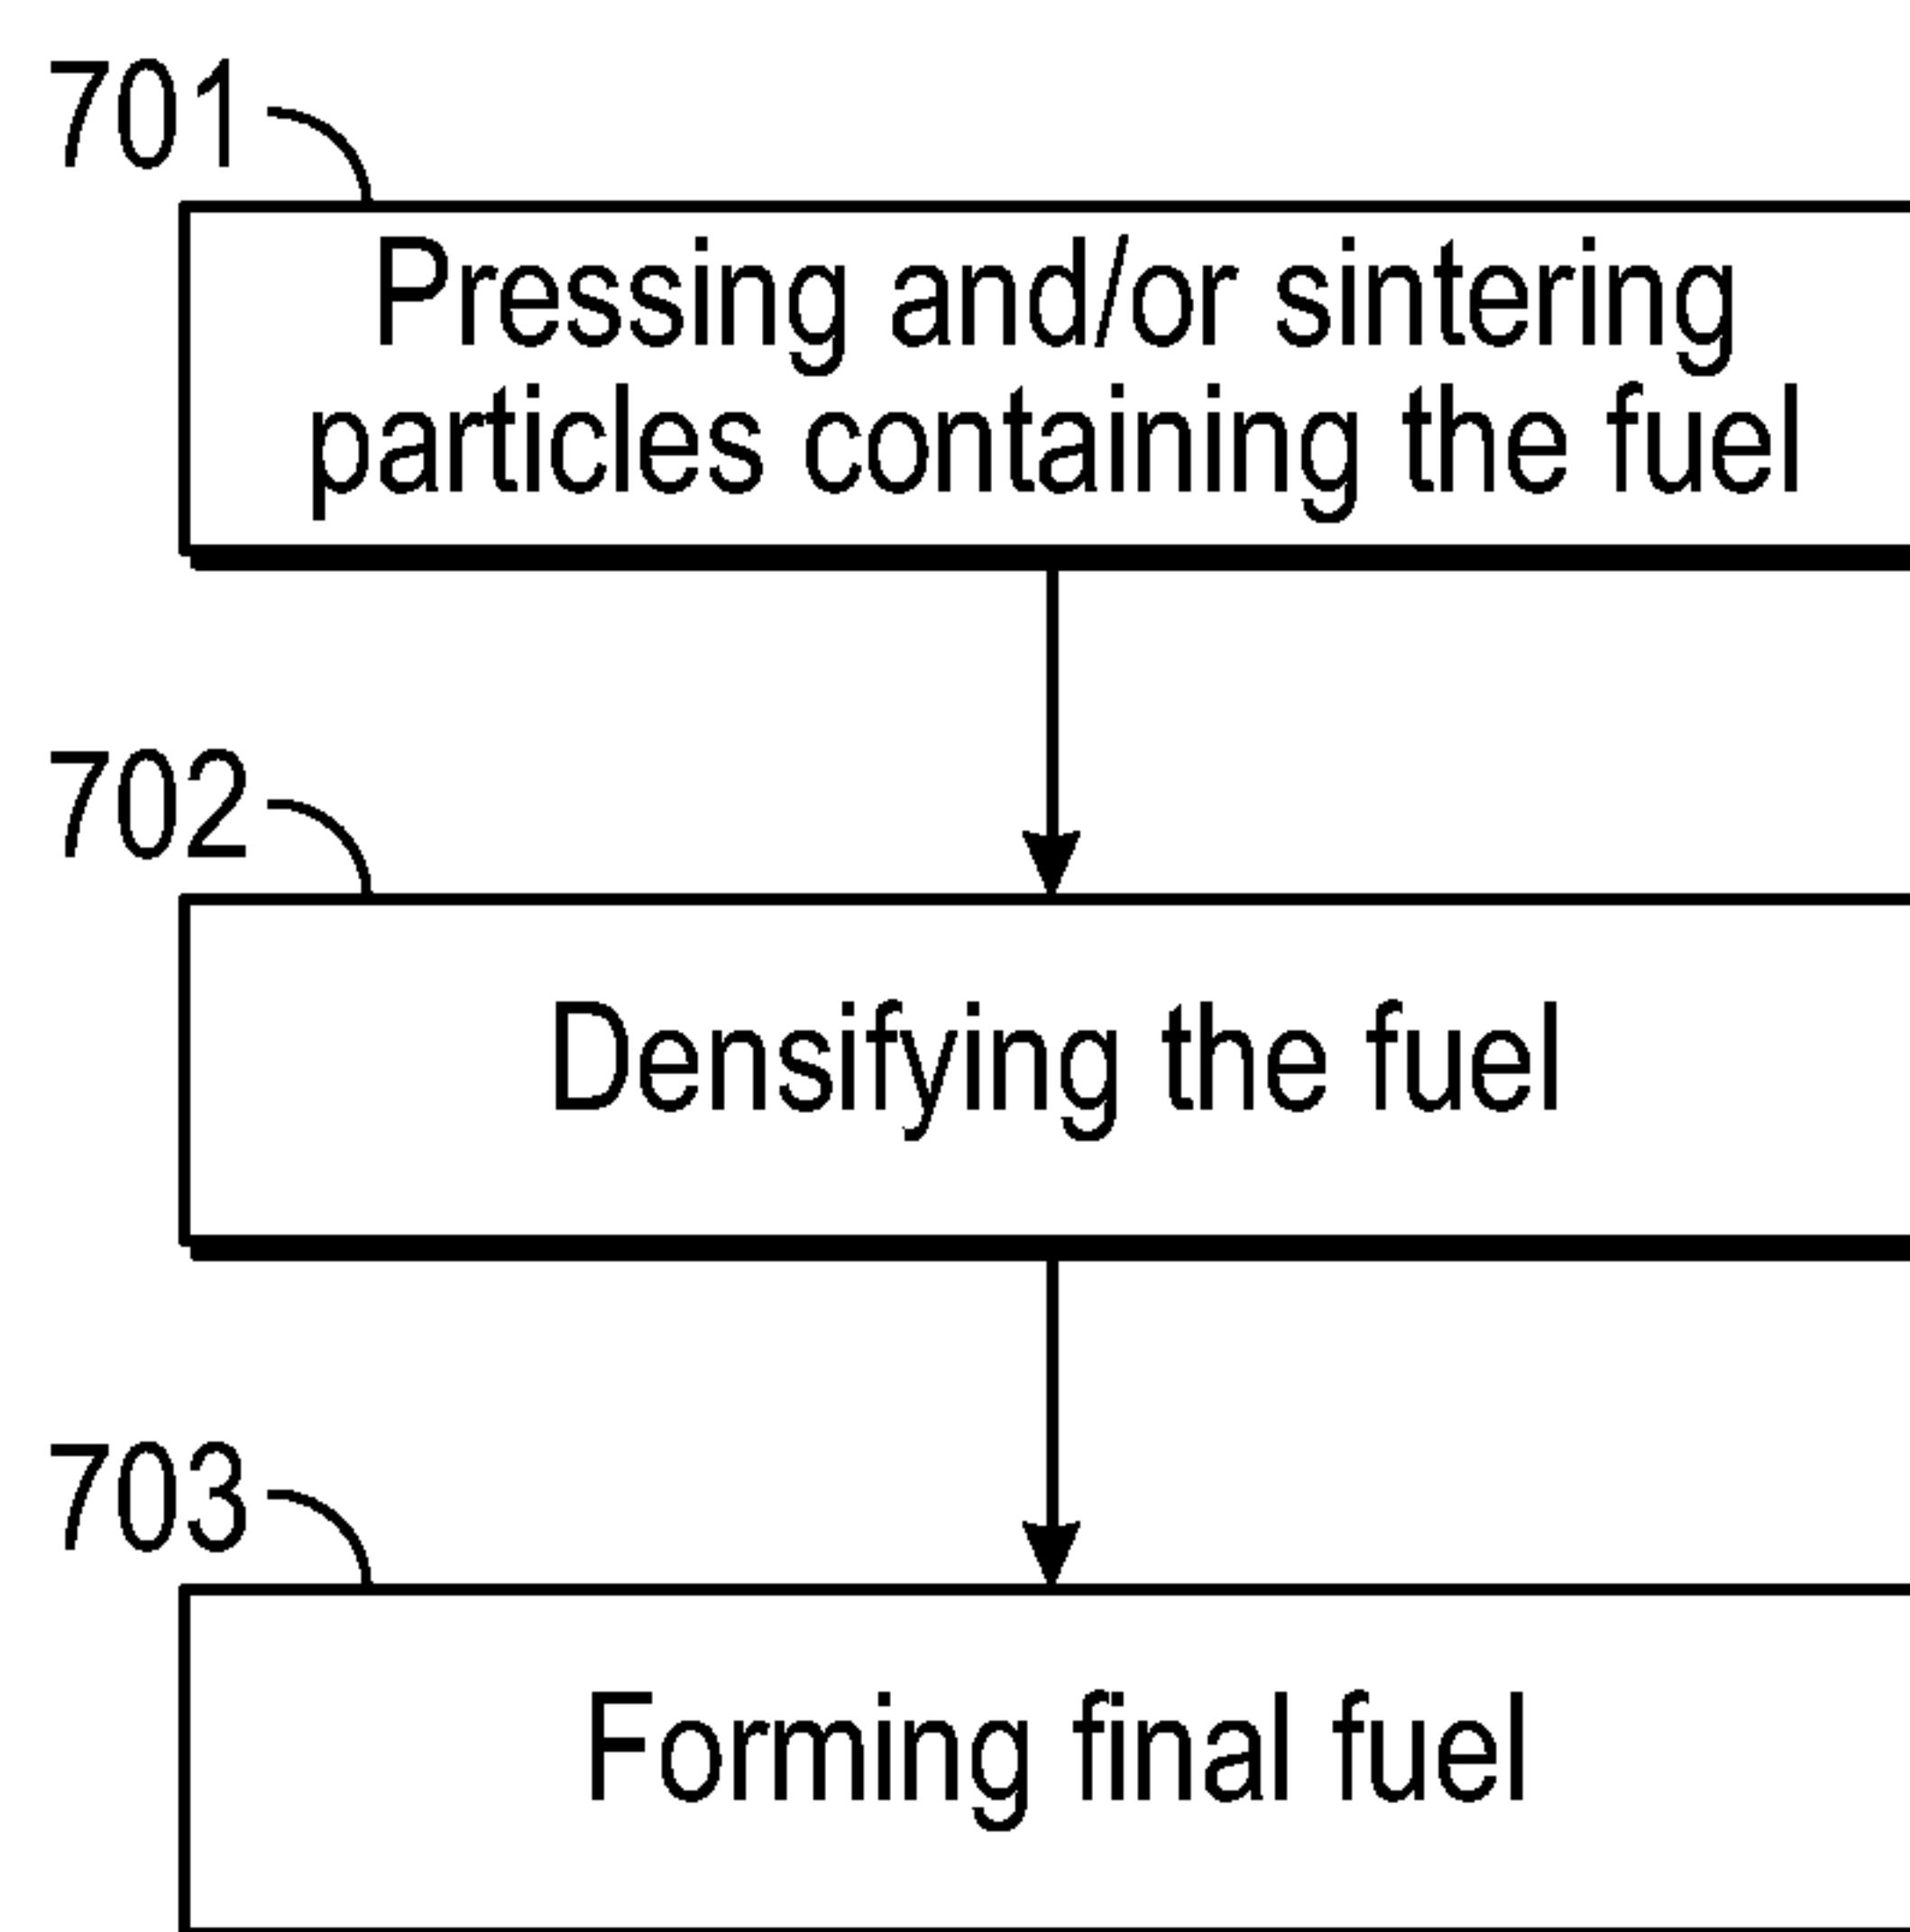 701
Pressing and/or sintering
particles containing the fuel
702
Densifying the fuel
703
Forming final fuel